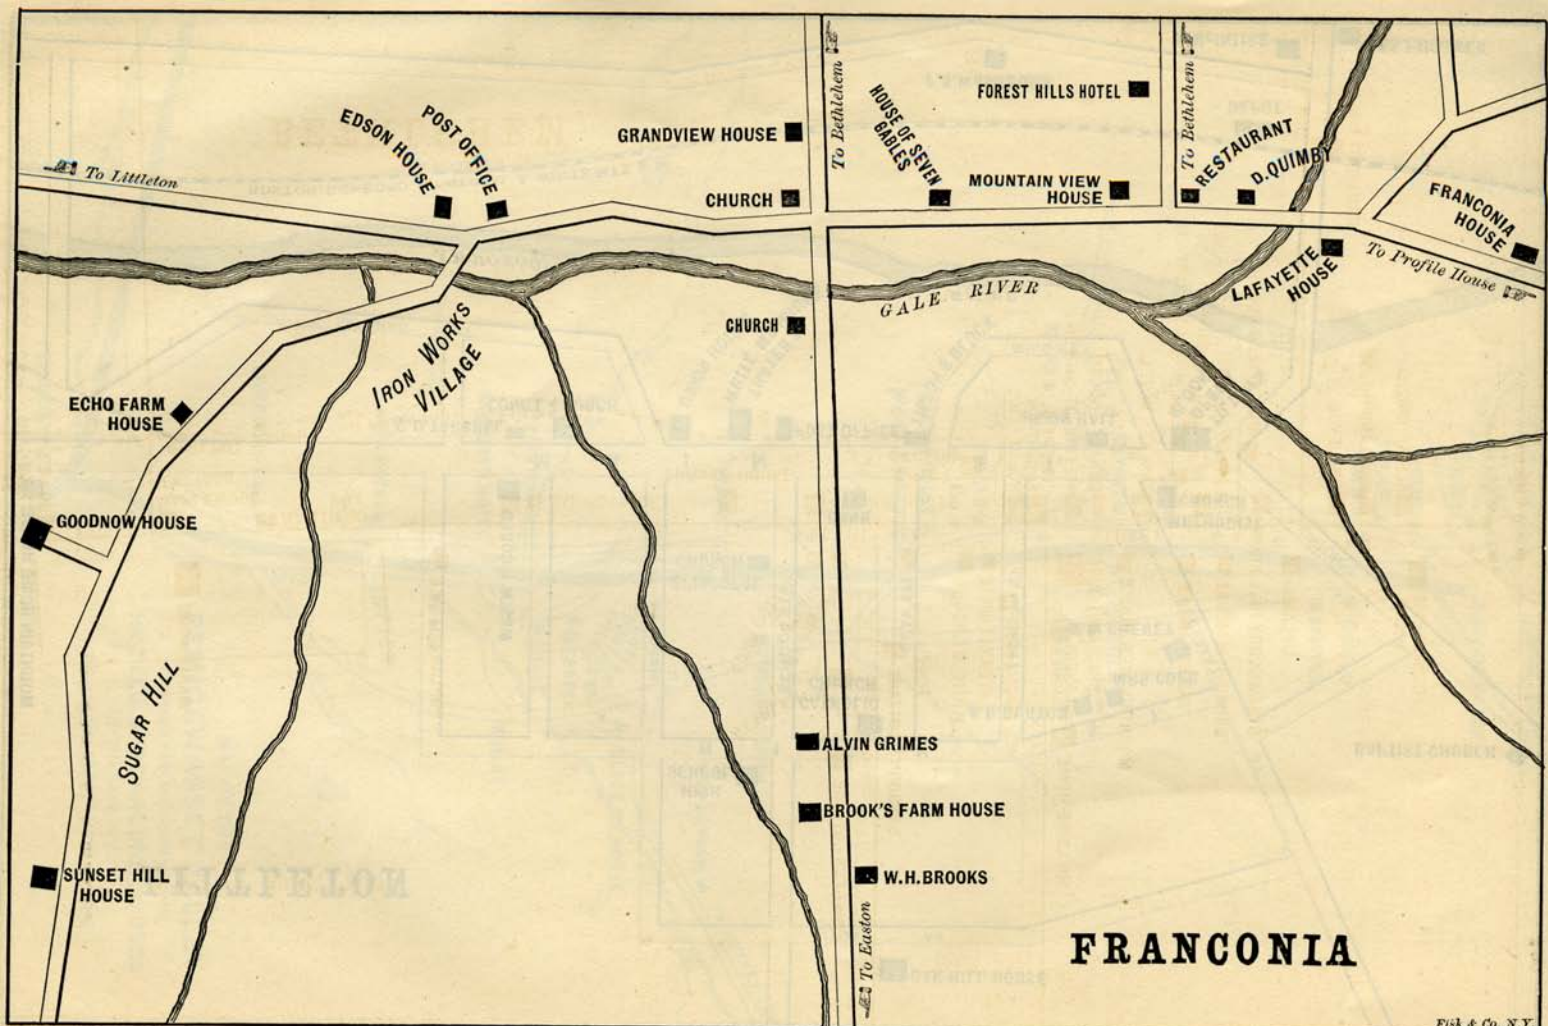 To Littleton
EDSON HOUSE
POST OFFICE
GRANDVIEW HOUSE
CHURCH
To Bethlehem
HOUSE OF SEVEN
GABLES
FOREST HILLS HOTEL
MOUNTAIN VIEW
HOUSE
To Bethlehem
RESTAURANT
D. QUIMBY
FRANCONIA
HOUSE
LAFAYETTE
HOUSE
To Profile House
GALE RIVER
CHURCH
IRON WORKS
VILLAGE
ECHO FARM
HOUSE
GOODNOW HOUSE
SUGAR HILL
SUNSET HILL
HOUSE
ALVIN GRIMES
BROOK'S FARM HOUSE
W.H.BROOKS
To Easton
FRANCONIA
Fisk & Co. N.Y.